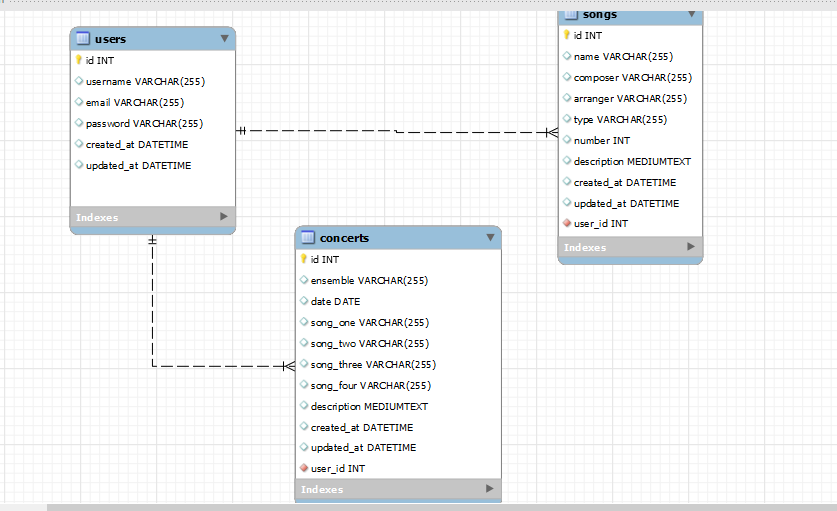 users
id INT
username VARCHAR(255)
email VARCHAR(255)
password VARCHAR(255)
created_at DATETIME
updated_at DATETIME
Indexes
songs
id INT
name VARCHAR(255)
composer VARCHAR(255)
arranger VARCHAR(255)
type VARCHAR(255)
number INT
description MEDIUMTEXT
created_at DATETIME
updated_at DATETIME
user_id INT
Indexes
concerts
id INT
ensemble VARCHAR(255)
date DATE
song_one VARCHAR(255)
song_two VARCHAR(255)
song_three VARCHAR(255)
song_four VARCHAR(255)
description MEDIUMTEXT
created_at DATETIME
updated_at DATETIME
user_id INT
Indexes